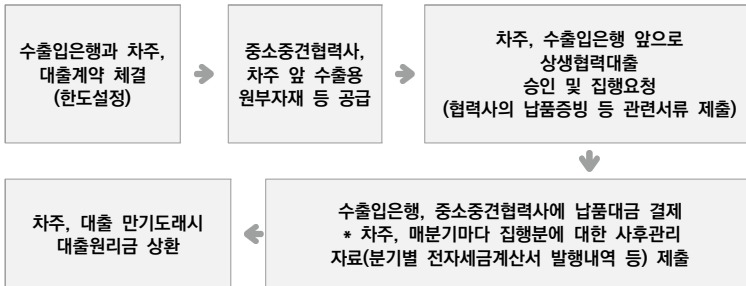 수출입은행과 차주,
대출계약 체결
(한도설정)
중소중견협력사,
차주 앞 수출용
원부자재 등 공급
차주, 수출입은행 앞으로
상생협력대출
승인 및 집행요청
(협력사의 납품증빙 등 관련서류 제출)
수출입은행, 중소중견협력사에 납품대금 결제
* 차주, 매분기마다 집행분에 대한 사후관리
자료(분기별 전자세금계산서 발행내역 등) 제출
차주, 대출 만기도래시
대출원리금 상환